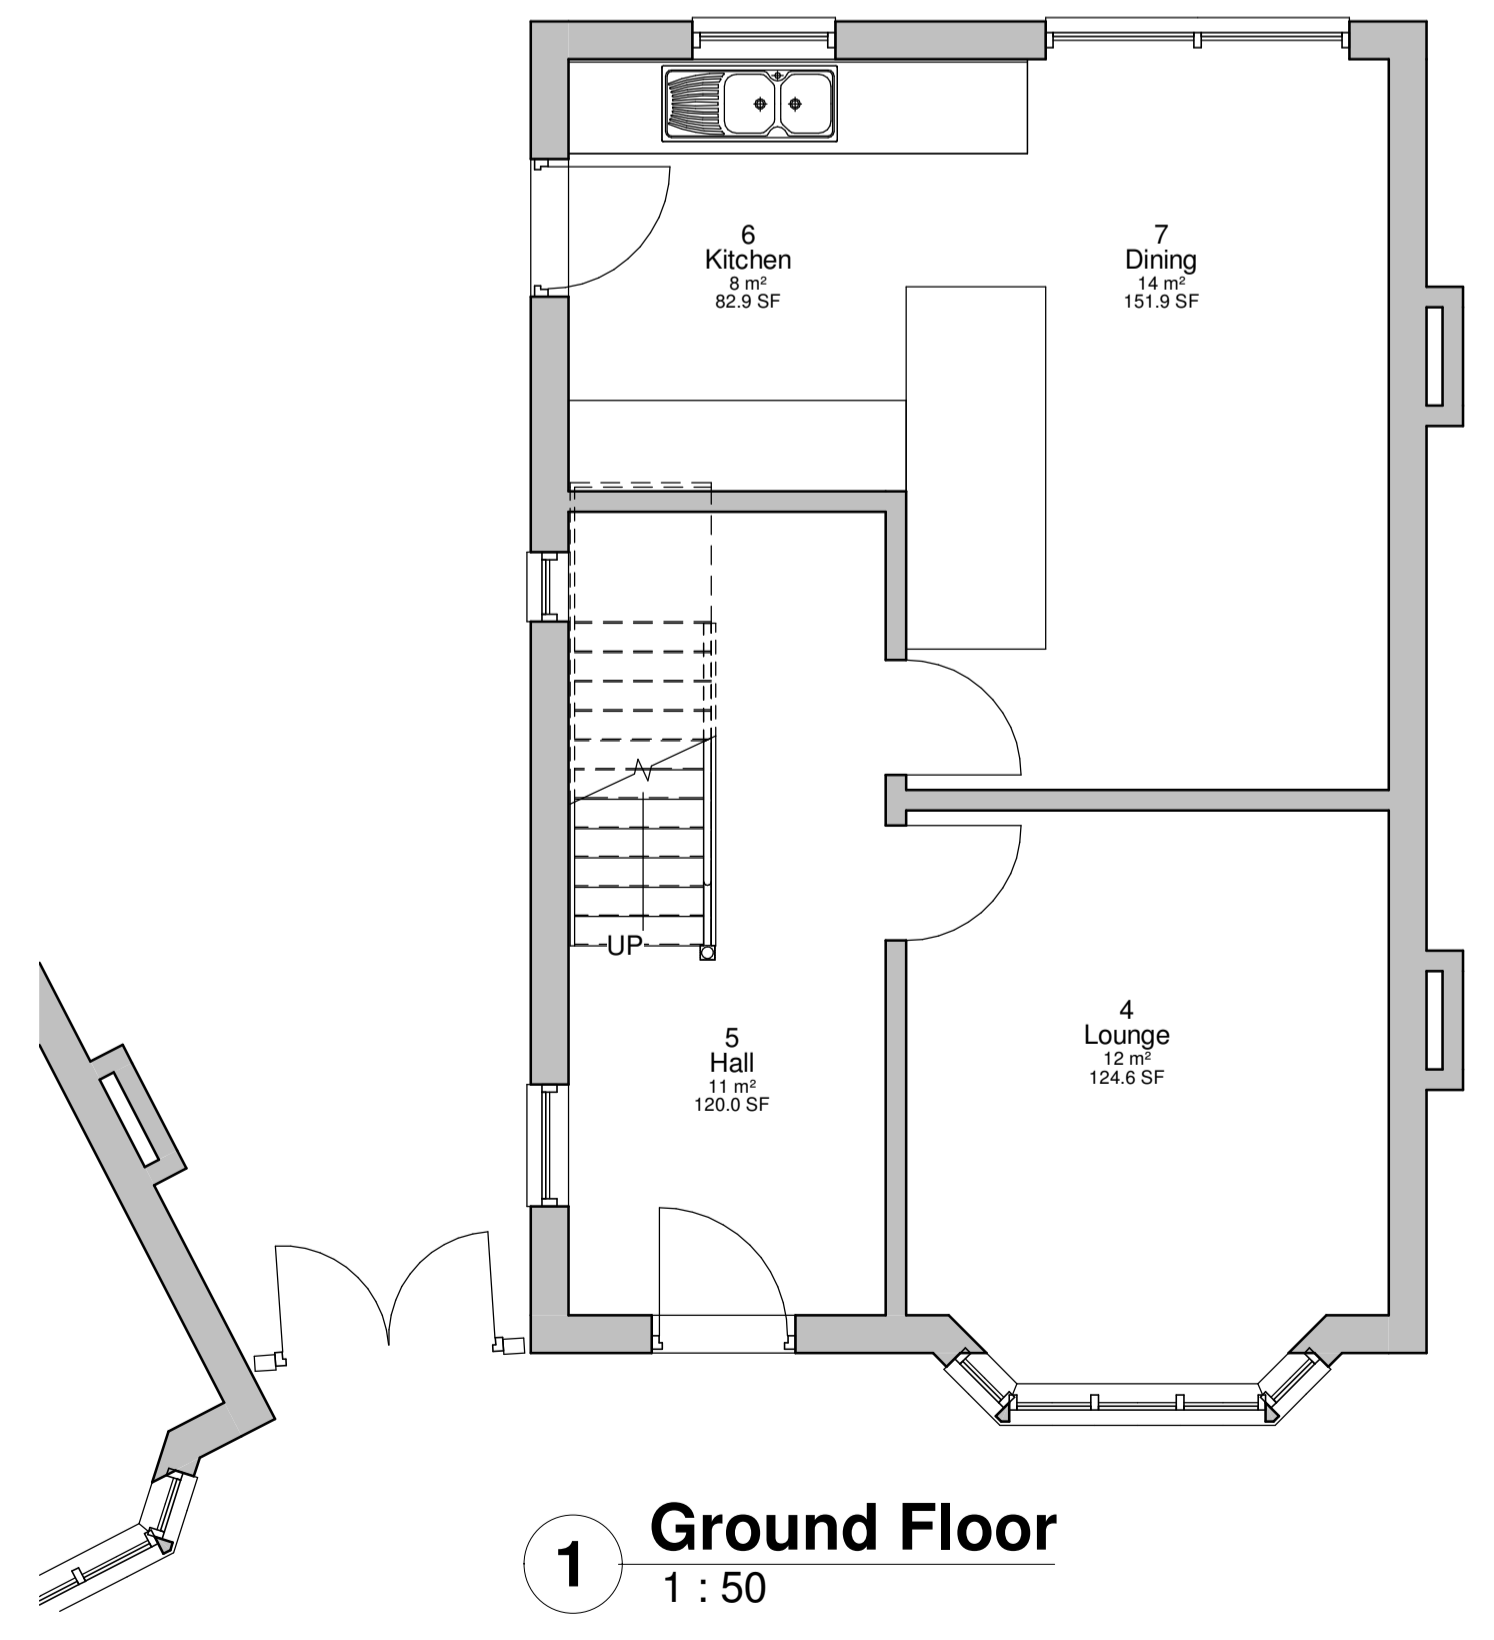 6
Kitchen
8 m²
82.9 SF
7
Dining
14 m²
151.9 SF
UP
5
Hall
11 m²
120.0 SF
4
Lounge
12 m²
124.6 SF
1
Ground Floor
1 : 50